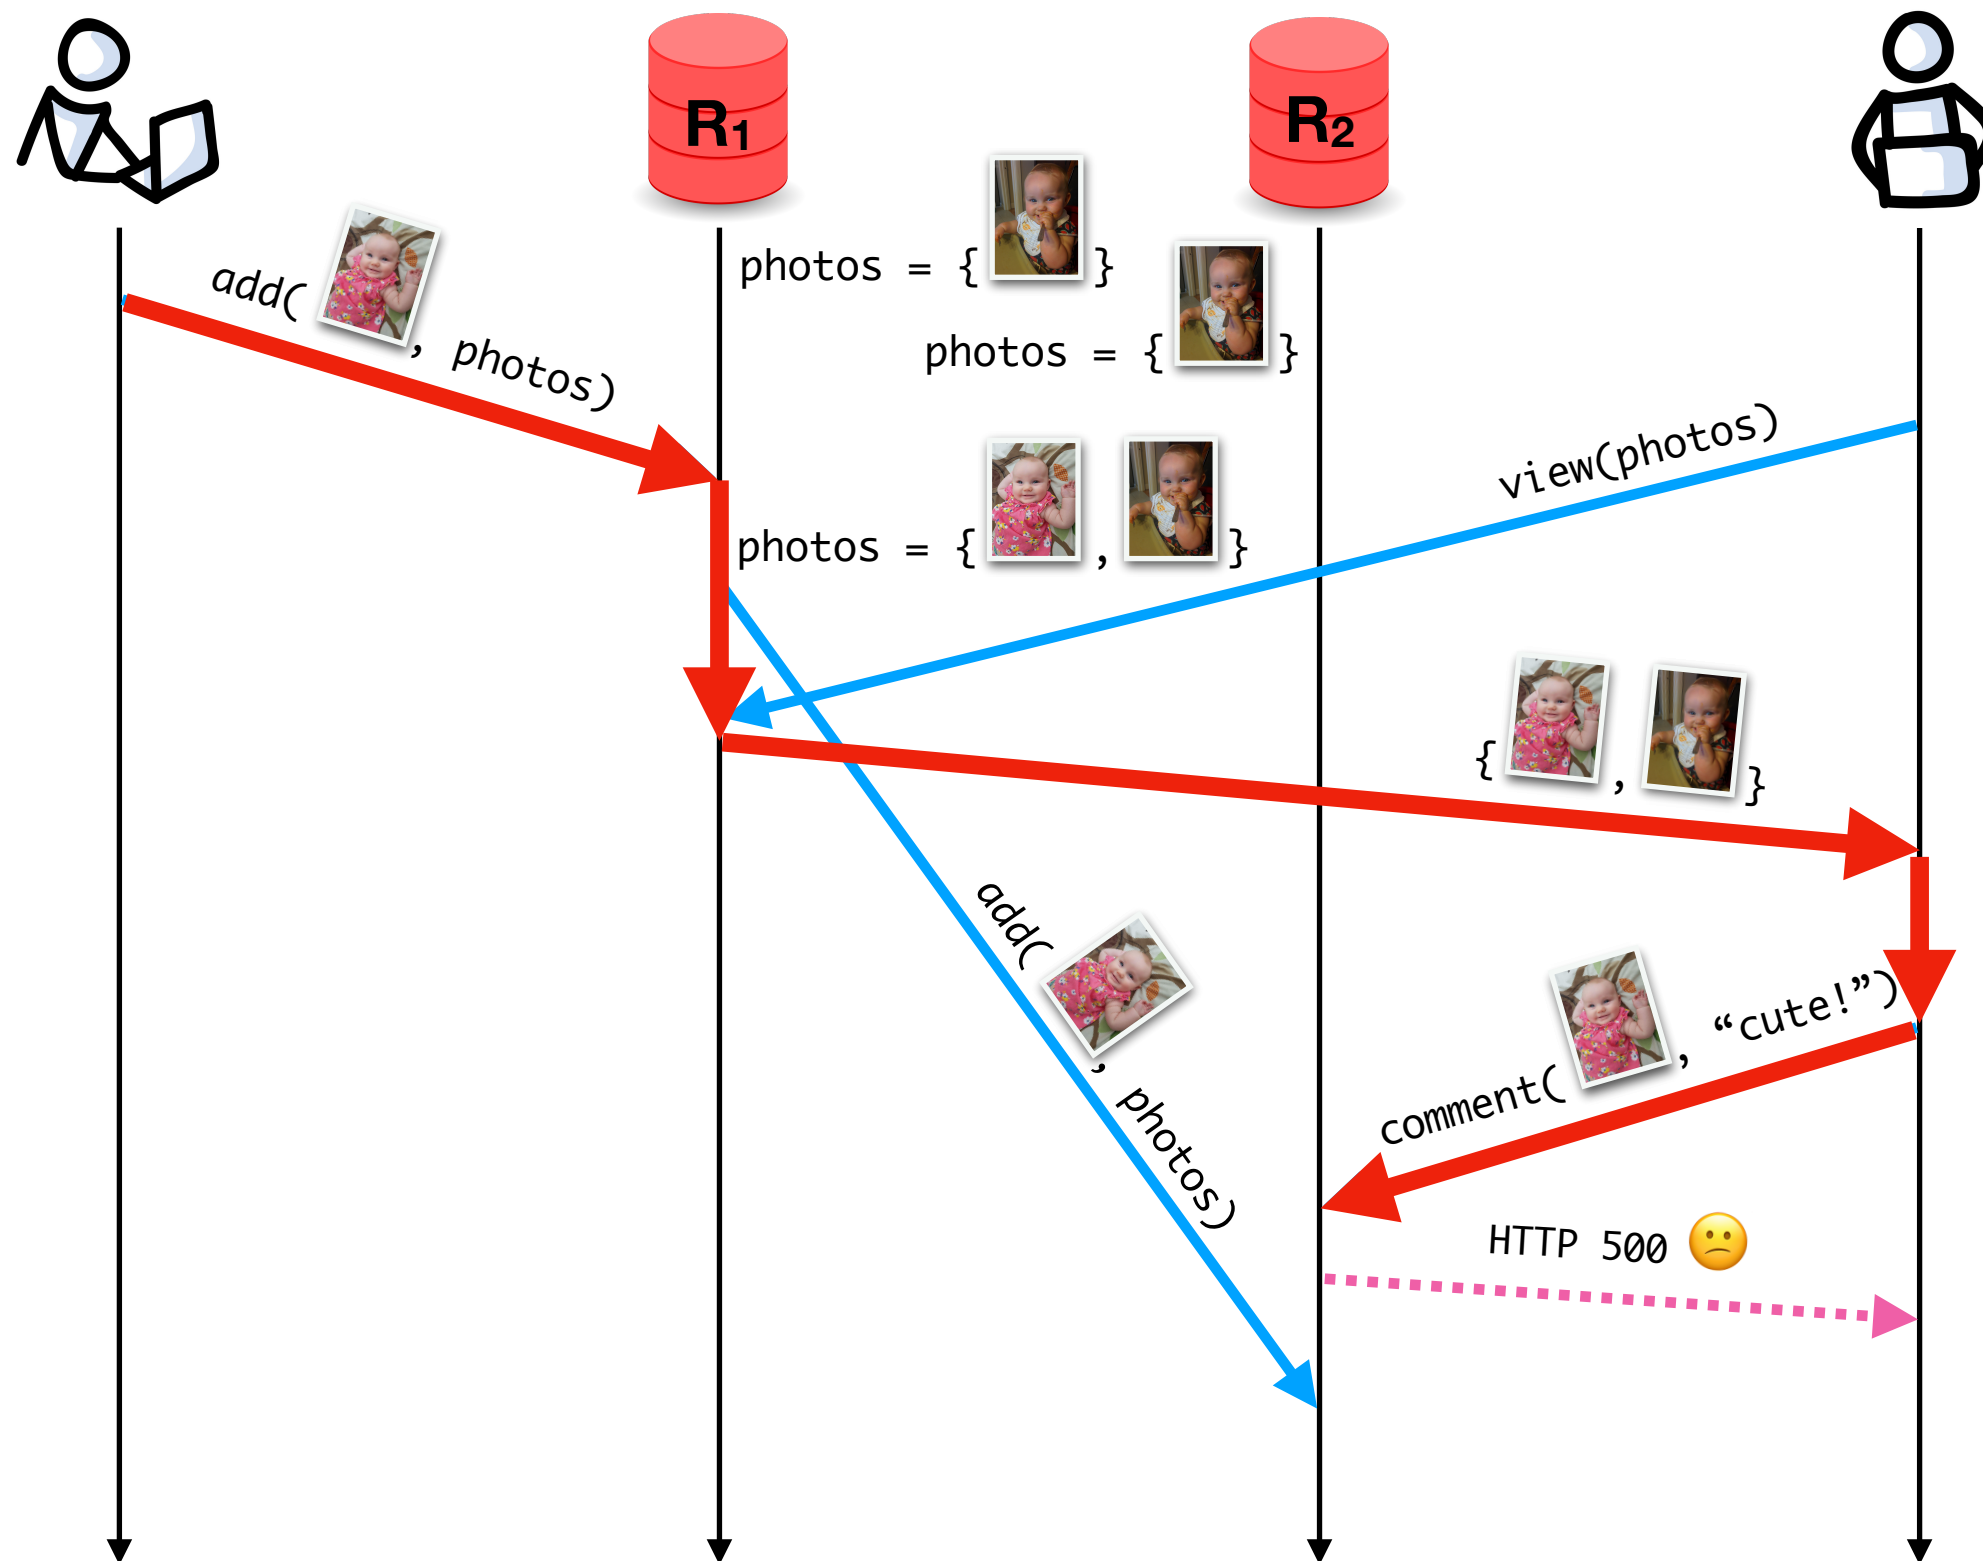 R1
R2
photos = { }
add( , photos)
photos = { }
view(photos)
photos = { , }
{ , }
add( , photos)
comment( , “cute!”)
HTTP 500 😕